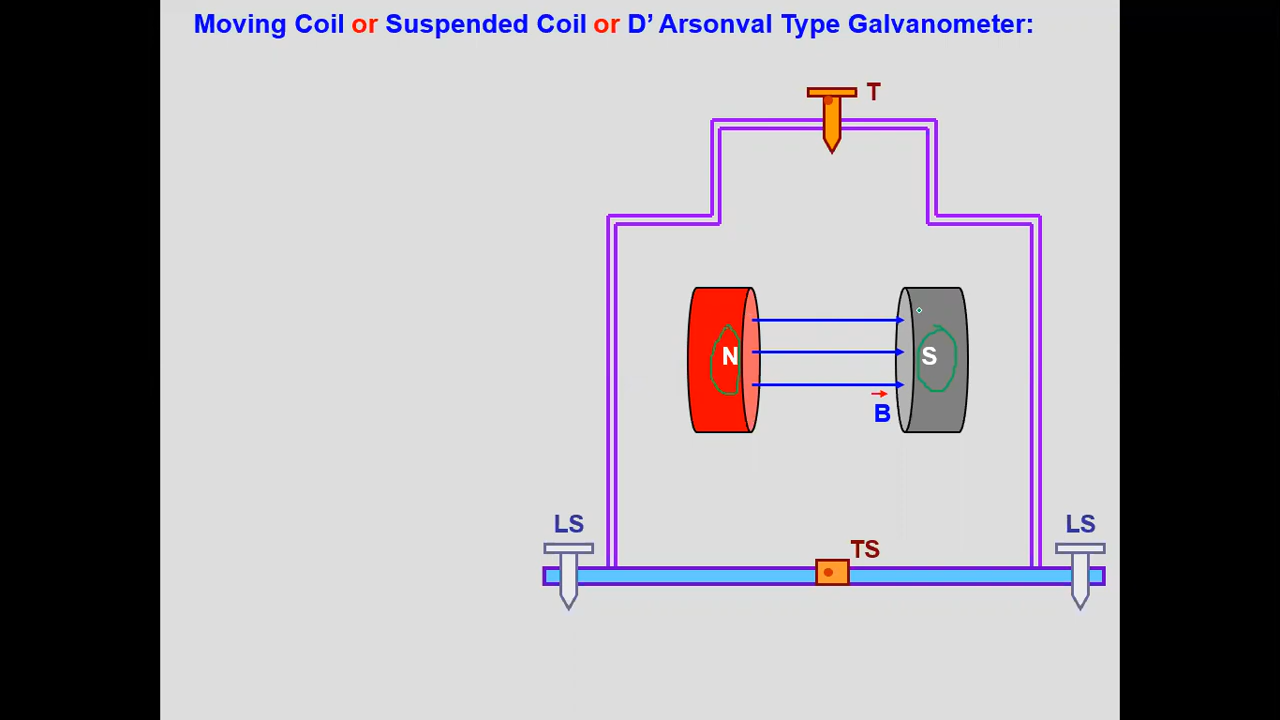 Moving Coil or Suspended Coil or D’ Arsonval Type Galvanometer:
T
N
S
B
LS
LS
TS